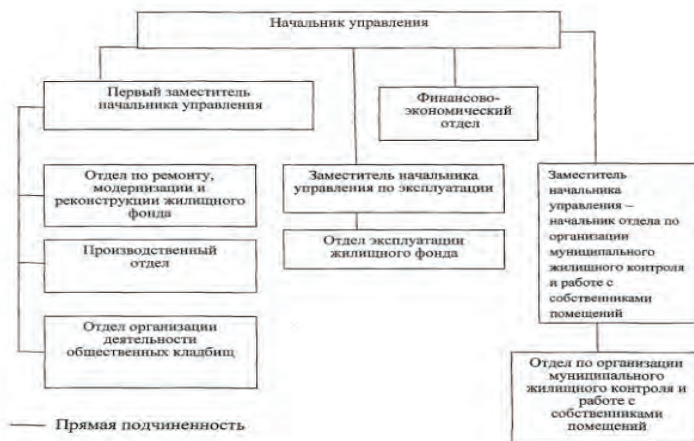 Начальник управления
Первый заместитель
начальника управления
Финансово-
экономический
отдел
Отдел по ремонту,
модернизации и
реконструкции жилищного
фонда
Заместитель начальника
управления по эксплуатации
Заместитель
начальника
управления –
начальник отдела по
организации
муниципального
жилищного контроля
и работе с
собственниками
помещений
Производственный
отдел
Отдел эксплуатации
жилищного фонда
Отдел организации
деятельности
общественных кладбищ
Отдел по организации
муниципального
жилищного контроля и
работе с
собственниками
помещений
Прямая подчиненность